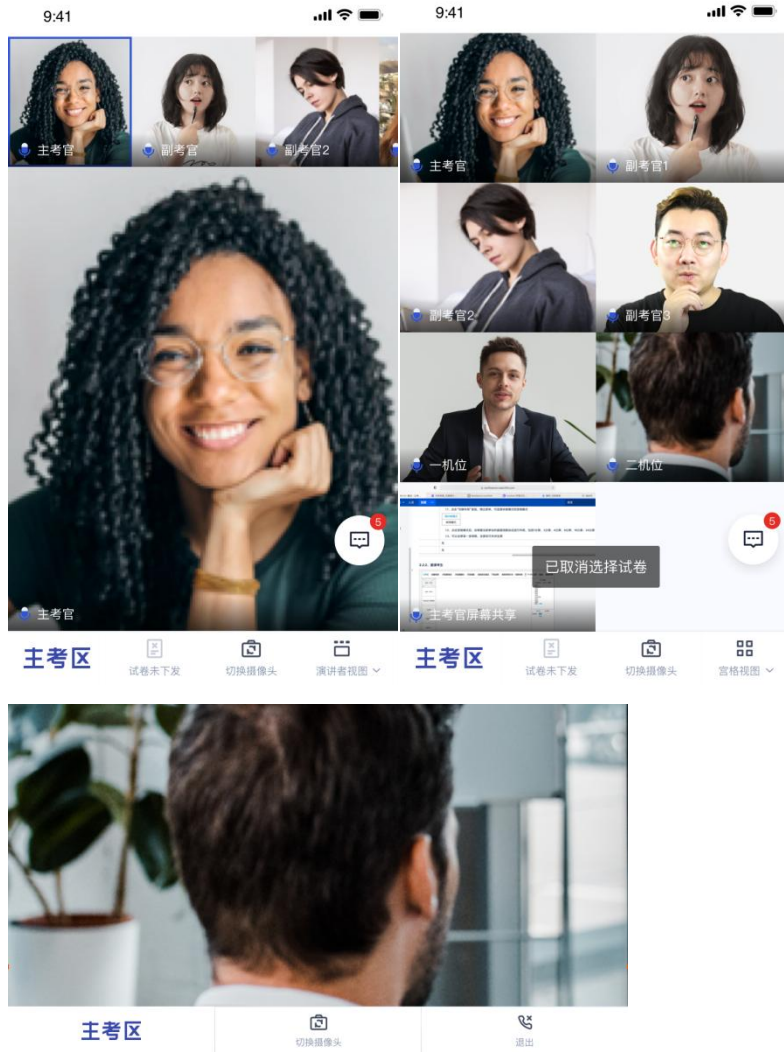 9:41
主考官
副考官
副考官2
5
主考官
主考区
试卷未下发
切换摄像头
演讲者视图
9:41
主考官
副考官1
副考官2
副考官3
一机位
二机位
5
已取消选择试卷
主考官屏幕共享
主考区
试卷未下发
切换摄像头
宫格视图
主考区
切换摄像头
退出